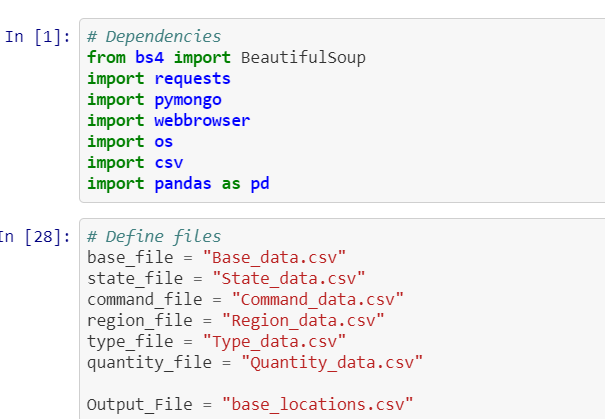 In [1]:
# Dependencies
from bs4 import BeautifulSoup
import requests
import pymongo
import webbrowser
import os
import csv
import pandas as pd
In [28]:
# Define files
base_file = "Base_data.csv"
state_file = "State_data.csv"
command_file = "Command_data.csv"
region_file = "Region_data.csv"
type_file = "Type_data.csv"
quantity_file = "Quantity_data.csv"
Output_File = "base_locations.csv"